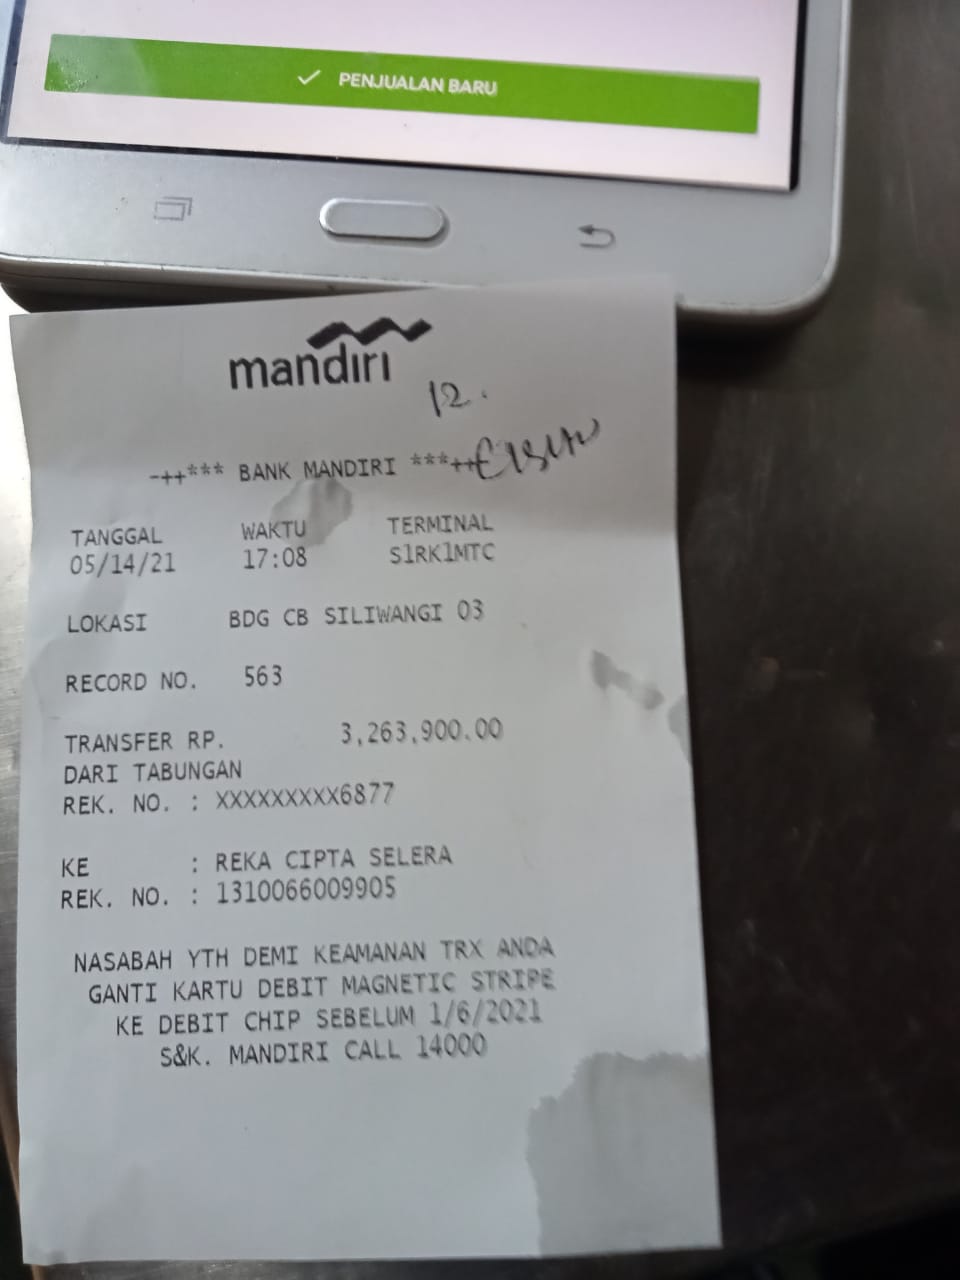 PENJUALAN BARU
mandiri
12.
-++*** BANK MANDIRI ***++
TANGGAL WAKTU TERMINAL
05/14/21 17:08 S1RK1MTC
LOKASI BDG CB SILIWANGI 03
RECORD NO. 563
TRANSFER RP. 3,263,900.00
DARI TABUNGAN
REK. NO. : XXXXXXXXX6877
KE : REKA CIPTA SELERA
REK. NO. : 1310066009905
NASABAH YTH DEMI KEAMANAN TRX ANDA
GANTI KARTU DEBIT MAGNETIC STRIPE
KE DEBIT CHIP SEBELUM 1/6/2021
S&K. MANDIRI CALL 14000